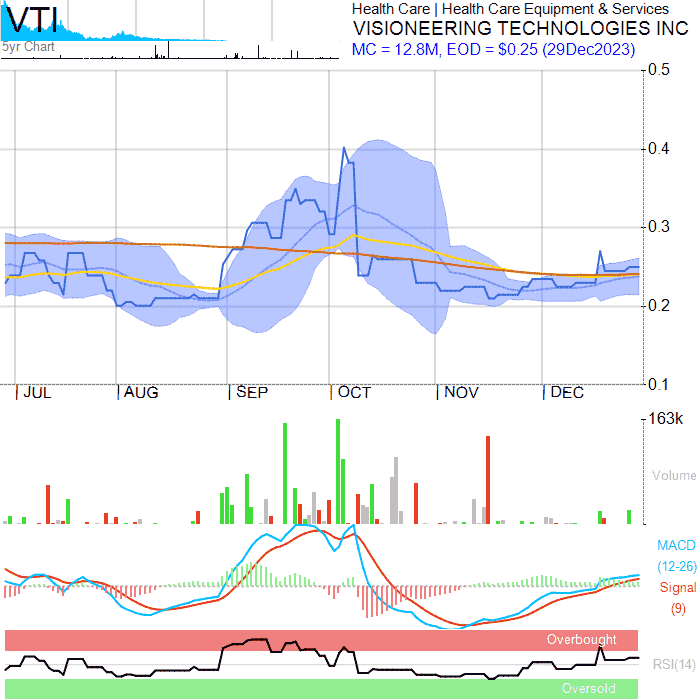 VTI
5yr Chart
Health Care | Health Care Equipment & Services
VISIONEERING TECHNOLOGIES INC
MC = 12.8M, EOD = $0.25 (29Dec2023)
0.5
0.4
0.3
0.2
0.1
JUL AUG SEP OCT NOV DEC
163k
Volume
MACD
(12-26)
Signal
(9)
Overbought
RSI(14)
Oversold